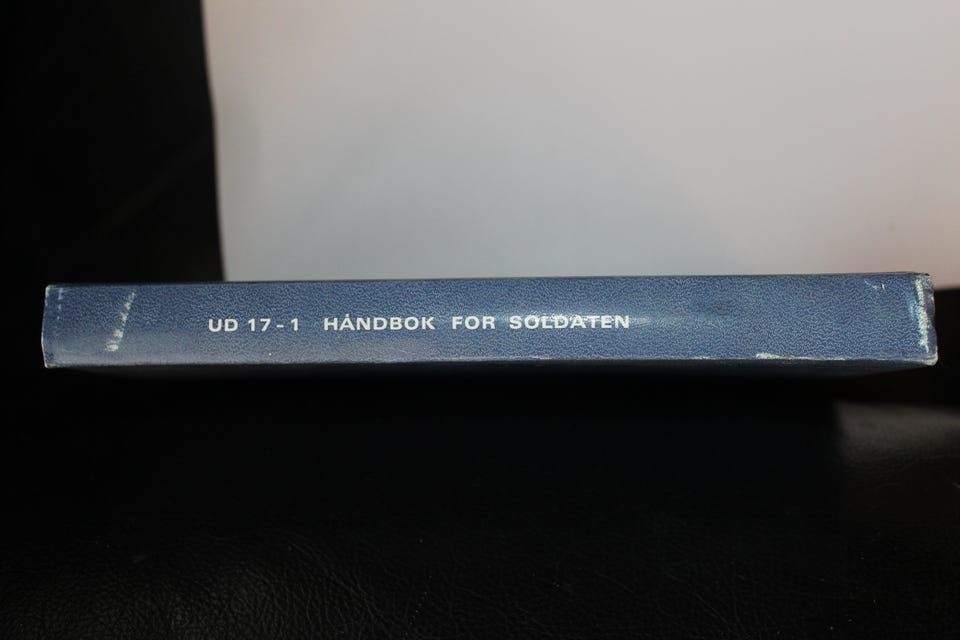 UD 17-1 HÅNDBOK FOR SOLDATEN